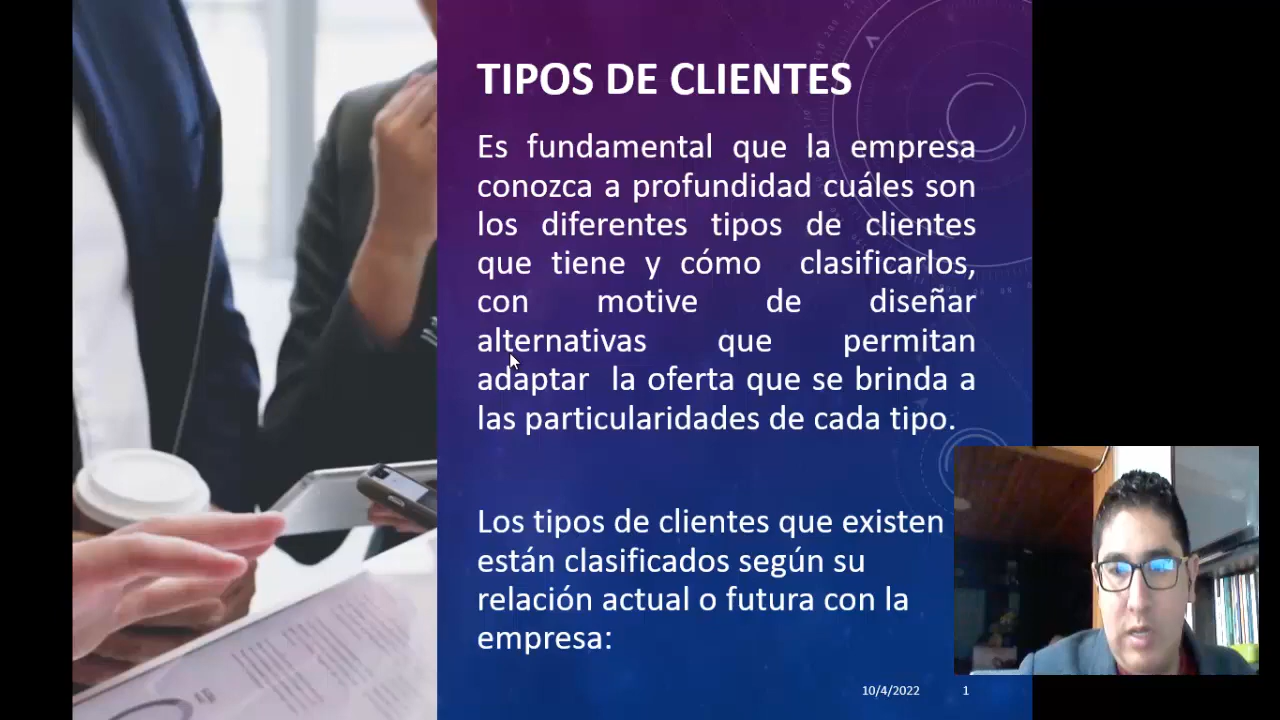 TIPOS DE CLIENTES
Es fundamental que la empresa
conozca a profundidad cuáles son
los diferentes tipos de clientes
que tiene y cómo clasificarlos,
con motive de diseñar
alternativas que permitan
adaptar la oferta que se brinda a
las particularidades de cada tipo.
Los tipos de clientes que existen
están clasificados según su
relación actual o futura con la
empresa:
10/4/2022 1